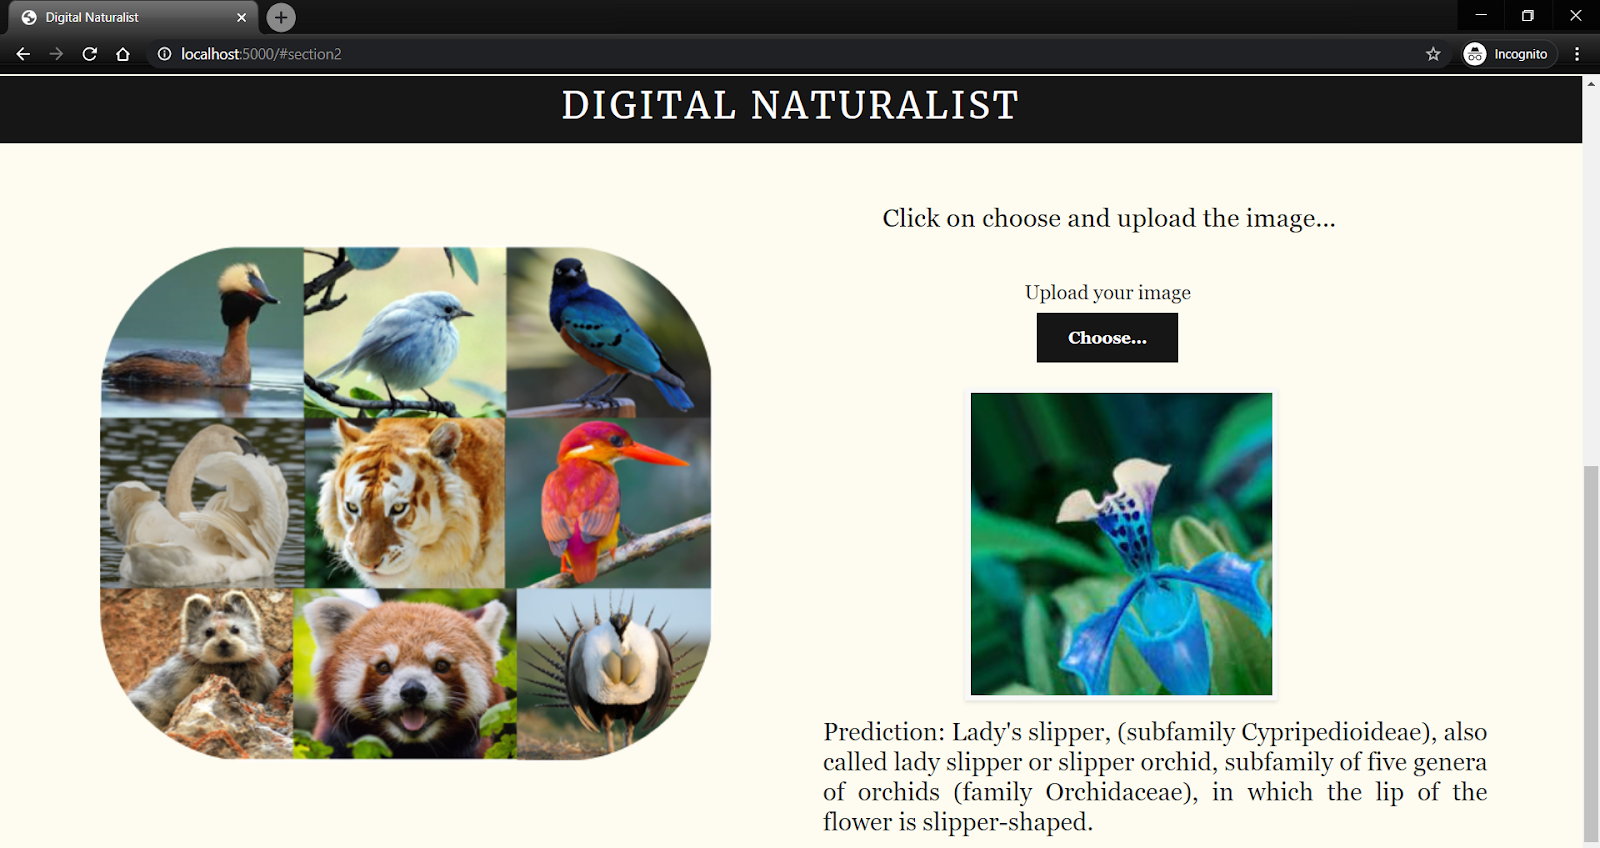 Digital Naturalist
localhost:5000/#section2
Incognito
DIGITAL NATURALIST
Click on choose and upload the image...
Upload your image
Choose...
Prediction: Lady's slipper, (subfamily Cypripedioideae), also
called lady slipper or slipper orchid, subfamily of five genera
of orchids (family Orchidaceae), in which the lip of the
flower is slipper-shaped.